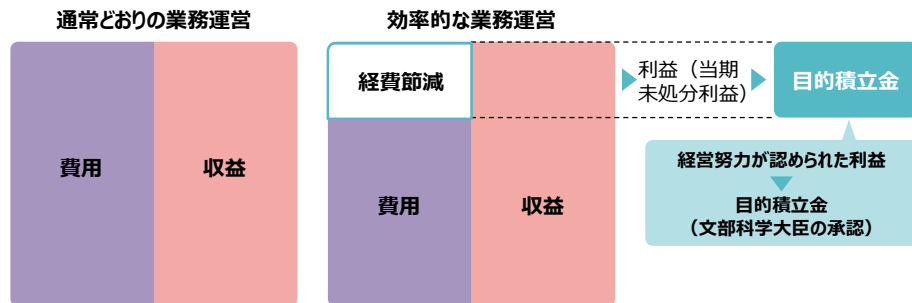 通常どおりの業務運営
費用
収益
効率的な業務運営
経費節減
費用
収益
利益（当期
未処分利益）
目的積立金
経営努力が認められた利益
目的積立金
（文部科学大臣の承認）